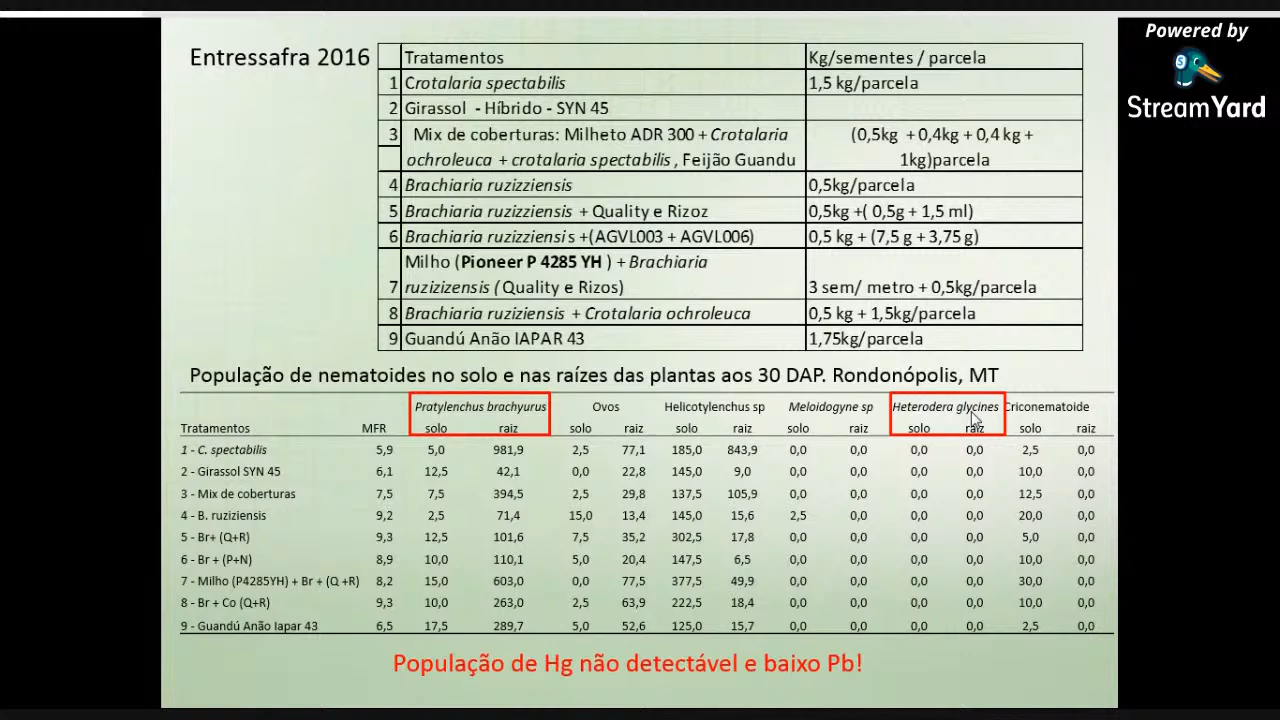 Powered by
StreamYard
Entressafra 2016
Tratamentos Kg/sementes / parcela
1 Crotalaria spectabilis 1,5 kg/parcela
2 Girassol - Híbrido - SYN 45
3 Mix de coberturas: Milheto ADR 300 + Crotalaria (0,5kg + 0,4kg + 0,4 kg +
ochroleuca + crotalaria spectabilis , Feijão Guandu 1kg)parcela
4 Brachiaria ruzizziensis 0,5kg/parcela
5 Brachiaria ruzizziensis + Quality e Rizoz 0,5kg +( 0,5g + 1,5 ml)
6 Brachiaria ruzizziensis +(AGVL003 + AGVL006) 0,5 kg + (7,5 g + 3,75 g)
Milho (Pioneer P 4285 YH ) + Brachiaria
7 ruzizizensis ( Quality e Rizos) 3 sem/ metro + 0,5kg/parcela
8 Brachiaria ruziziensis + Crotalaria ochroleuca 0,5 kg + 1,5kg/parcela
9 Guandú Anão IAPAR 43 1,75kg/parcela
População de nematoides no solo e nas raízes das plantas aos 30 DAP. Rondonópolis, MT
Pratylenchus brachyurus Ovos Helicotylenchus sp Meloidogyne sp Heterodera glycines Criconematoide
Tratamentos MFR solo raiz solo raiz solo raiz solo raiz solo raiz solo raiz
1 - C. spectabilis 5,9 5,0 981,9 2,5 77,1 185,0 843,9 0,0 0,0 0,0 0,0 2,5 0,0
2 - Girassol SYN 45 6,1 12,5 42,1 0,0 22,8 145,0 9,0 0,0 0,0 0,0 0,0 10,0 0,0
3 - Mix de coberturas 7,5 7,5 394,5 2,5 29,8 137,5 105,9 0,0 0,0 0,0 0,0 12,5 0,0
4 - B. ruziziensis 9,2 2,5 71,4 15,0 13,4 145,0 15,6 2,5 0,0 0,0 0,0 20,0 0,0
5 - Br+ (Q+R) 9,3 12,5 101,6 7,5 35,2 302,5 17,8 0,0 0,0 0,0 0,0 5,0 0,0
6 - Br + (P+N) 8,9 10,0 110,1 5,0 20,4 147,5 6,5 0,0 0,0 0,0 0,0 10,0 0,0
7 - Milho (P4285YH) + Br + (Q +R) 8,2 15,0 603,0 0,0 77,5 377,5 49,9 0,0 0,0 0,0 0,0 30,0 0,0
8 - Br + Co (Q+R) 9,3 10,0 263,0 2,5 63,9 222,5 18,4 0,0 0,0 0,0 0,0 10,0 0,0
9 - Guandú Anão Iapar 43 6,5 17,5 289,7 5,0 52,6 125,0 15,7 0,0 0,0 0,0 0,0 2,5 0,0
População de Hg não detectável e baixo Pb!